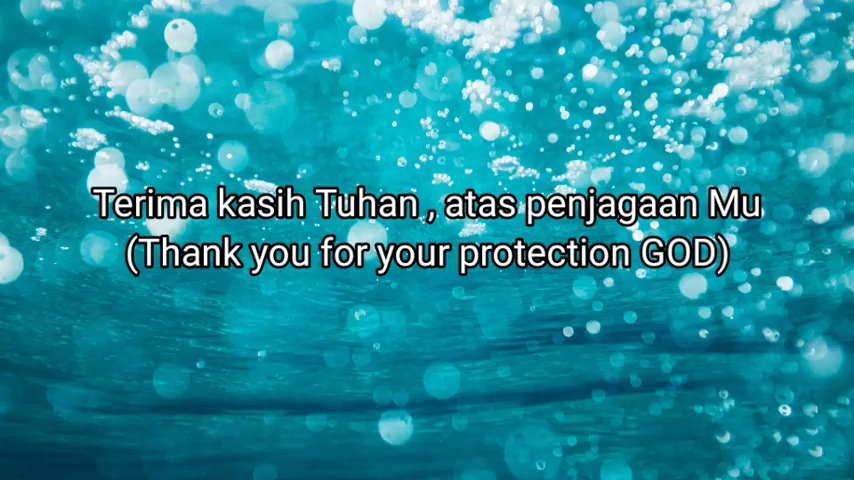 Terima kasih Tuhan , atas penjagaan Mu
(Thank you for your protection GOD)